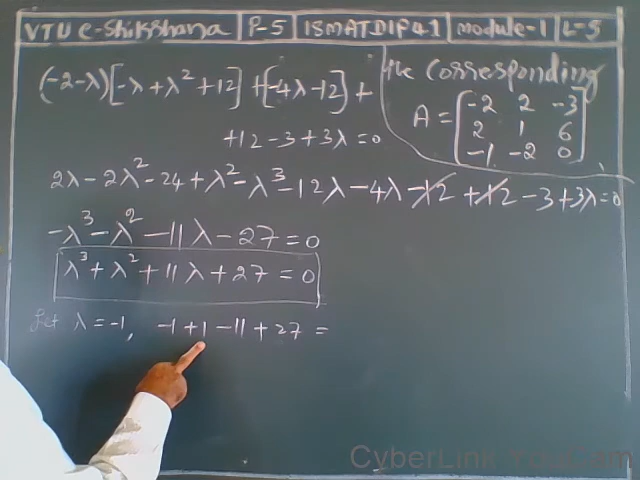 VTU e-Shikshana | P-5 | 18MATDIP41 | module-1 | L-5
the Corresponding
(-2-λ)[-λ+λ²+12] +[-4λ-12] +
A = [-2 2 -3
2 1 6
-1 -2 0],
+12-3+3λ=0
2λ-2λ²-24+λ²-λ³-12λ-4λ-12+12-3+3λ=0
-λ³-λ²-11λ-27=0
λ³+λ²+11λ+27=0
Let λ=-1, -1+1-11+27=
CyberLink YouCam